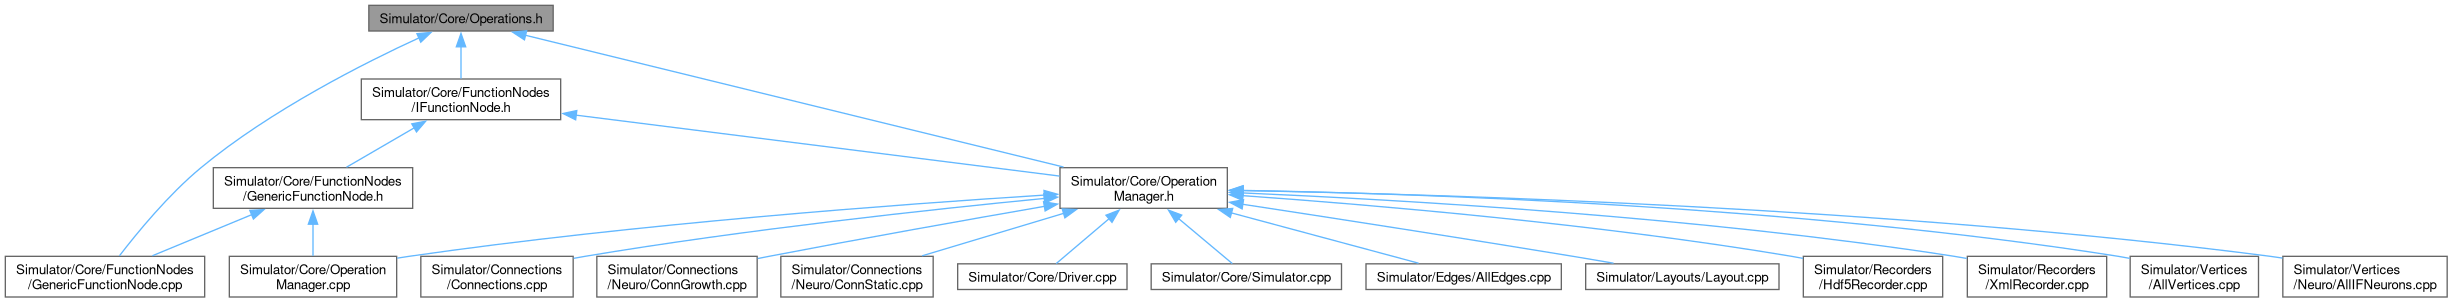 Simulator/Core/Operations.h
Simulator/Core/FunctionNodes
/IFunctionNode.h
Simulator/Core/FunctionNodes
/GenericFunctionNode.h
Simulator/Core/Operation
Manager.h
Simulator/Core/FunctionNodes
/GenericFunctionNode.cpp
Simulator/Core/Operation
Manager.cpp
Simulator/Connections
/Connections.cpp
Simulator/Connections
/Neuro/ConnGrowth.cpp
Simulator/Connections
/Neuro/ConnStatic.cpp
Simulator/Core/Driver.cpp
Simulator/Core/Simulator.cpp
Simulator/Edges/AllEdges.cpp
Simulator/Layouts/Layout.cpp
Simulator/Recorders
/Hdf5Recorder.cpp
Simulator/Recorders
/XmlRecorder.cpp
Simulator/Vertices
/AllVertices.cpp
Simulator/Vertices
/Neuro/AllIFNeurons.cpp